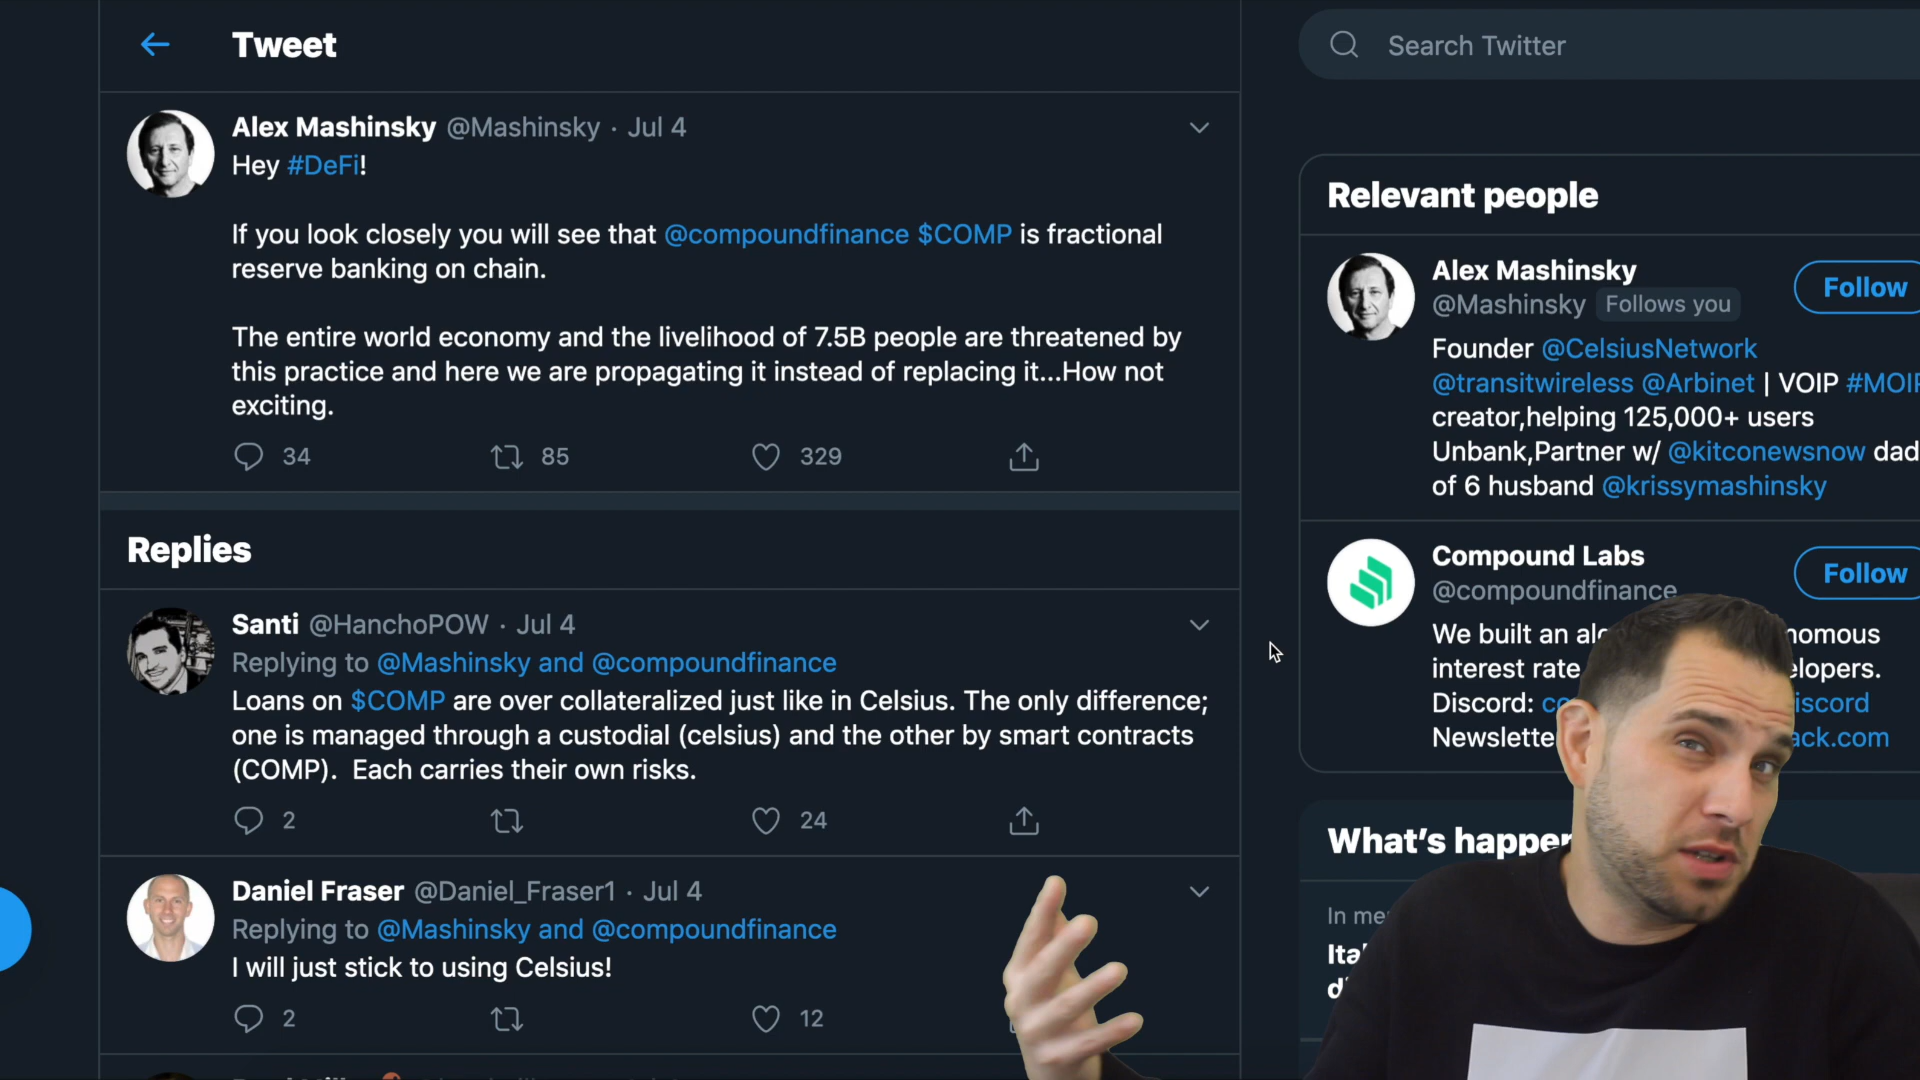 Tweet
Search Twitter
Alex Mashinsky @Mashinsky · Jul 4
Hey #DeFi!
If you look closely you will see that @compoundfinance $COMP is fractional
reserve banking on chain.
The entire world economy and the livelihood of 7.5B people are threatened by
this practice and here we are propagating it instead of replacing it...How not
exciting.
34 85 329
Replies
Santi @HanchoPOW · Jul 4
Replying to @Mashinsky and @compoundfinance
Loans on $COMP are over collateralized just like in Celsius. The only difference;
one is managed through a custodial (celsius) and the other by smart contracts
(COMP).  Each carries their own risks.
2 24
Daniel Fraser @Daniel_Fraser1 · Jul 4
Replying to @Mashinsky and @compoundfinance
I will just stick to using Celsius!
2 12
Relevant people
Alex Mashinsky
Follow
@Mashinsky Follows you
Founder @CelsiusNetwork
@transitwireless @Arbinet | VOIP #MOIP
creator,helping 125,000+ users
Unbank,Partner w/ @kitconewsnow dad
of 6 husband @krissymashinsky
Compound Labs
Follow
@compoundfinance
We built an
interest rate
Discord:
What's
In